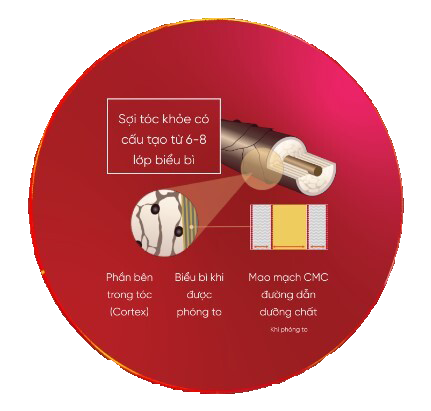 Sợi tóc khỏe có
cấu tạo từ 6-8
lớp biểu bì
Phần bên
trong tóc
(Cortex)
Biểu bì khi
được
phóng to
Mao mạch CMC
đường dẫn
dưỡng chất
Khi phóng to